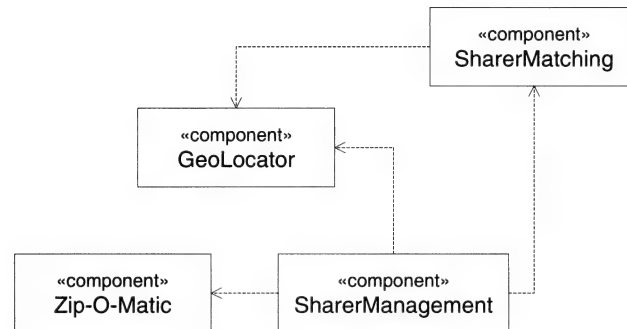 «component»
SharerMatching
«component»
GeoLocator
«component»
Zip-O-Matic
«component»
SharerManagement